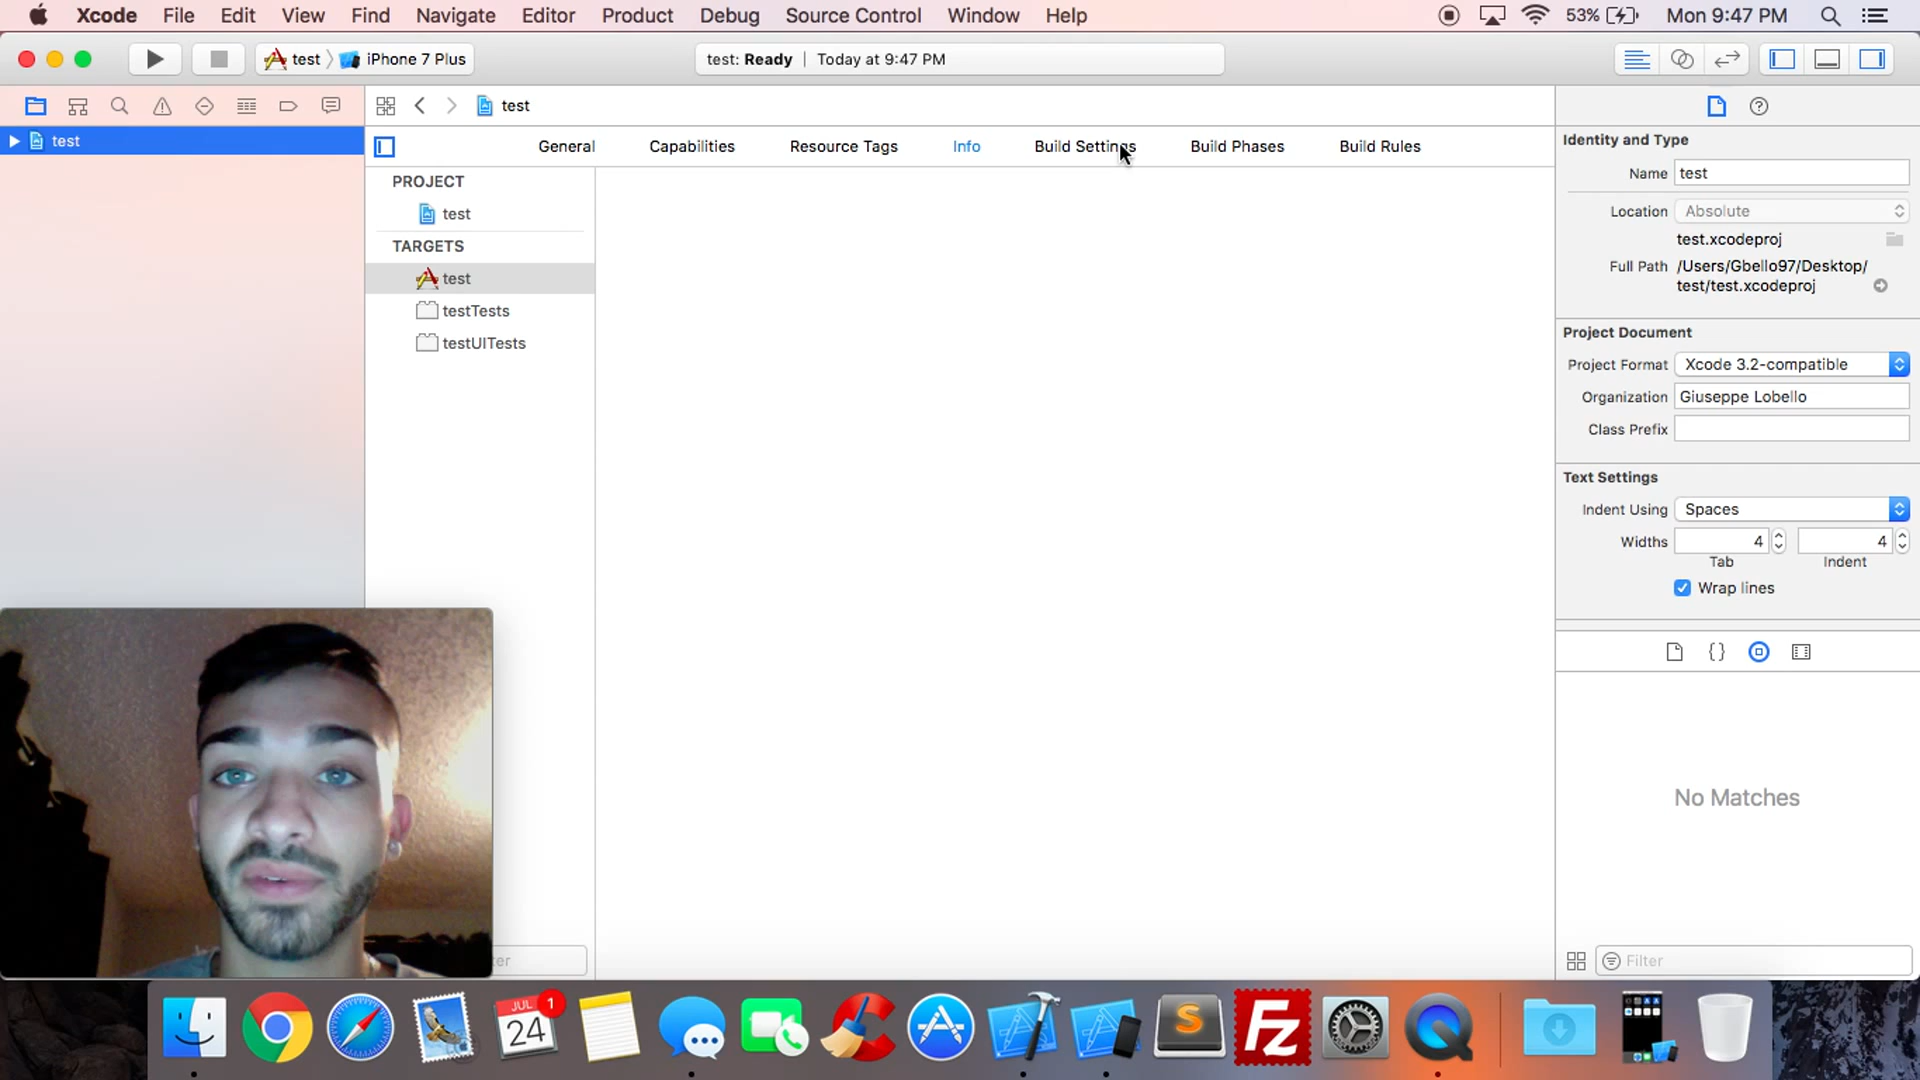 Xcode File Edit View Find Navigate Editor Product Debug Source Control Window Help 53% Mon 9:47 PM
test iPhone 7 Plus test: Ready | Today at 9:47 PM
test
test
General Capabilities Resource Tags Info Build Settings Build Phases Build Rules
PROJECT
test
TARGETS
test
testTests
testUITests
Identity and Type
Name test
Location Absolute
test.xcodeproj
Full Path /Users/Gbello97/Desktop/
test/test.xcodeproj
Project Document
Project Format Xcode 3.2-compatible
Organization Giuseppe Lobello
Class Prefix
Text Settings
Indent Using Spaces
Widths 4 4
Tab Indent
Wrap lines
{}
No Matches
Filter
JUL 1
24
S
Fz